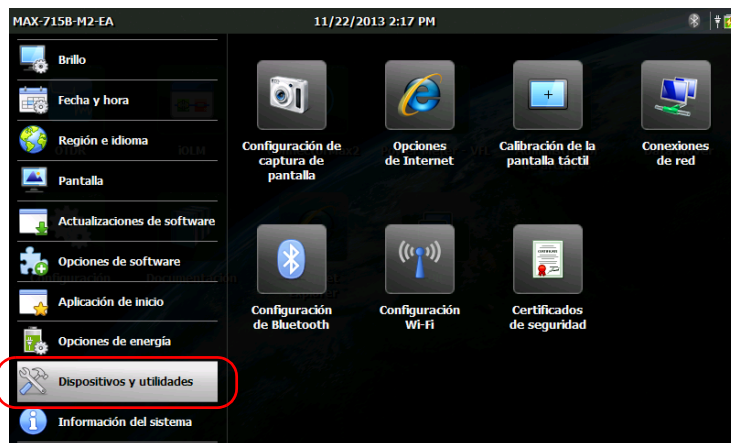 MAX-715B-M2-EA
11/22/2013 2:17 PM
Brillo
Fecha y hora
Región e idioma
Pantalla
Actualizaciones de software
Opciones de software
Aplicación de inicio
Opciones de energía
Dispositivos y utilidades
Información del sistema
Configuración de
captura de
pantalla
Opciones
de Internet
Calibración de la
pantalla táctil
Conexiones
de red
Configuración
de Bluetooth
Configuración
Wi-Fi
Certificados
de seguridad